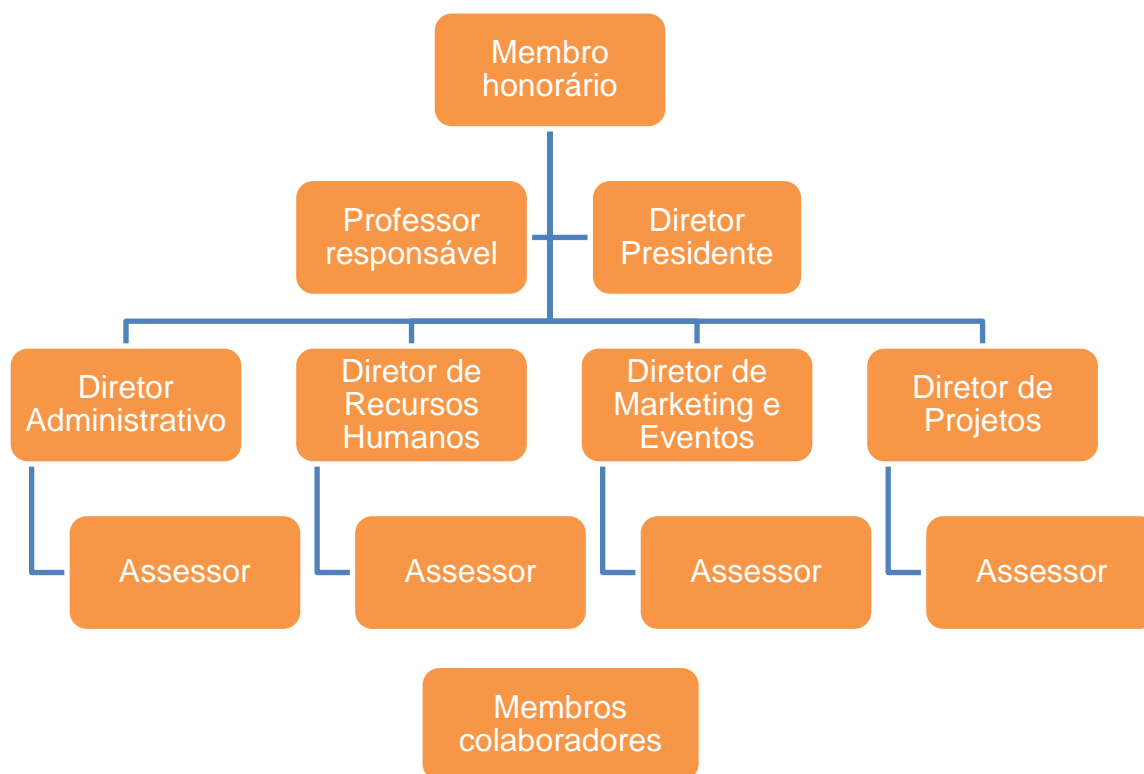 Membro
honorário
Professor
responsável
Diretor
Presidente
Diretor
Administrativo
Diretor de
Recursos
Humanos
Diretor de
Marketing e
Eventos
Diretor de
Projetos
Assessor
Assessor
Assessor
Assessor
Membros
colaboradores